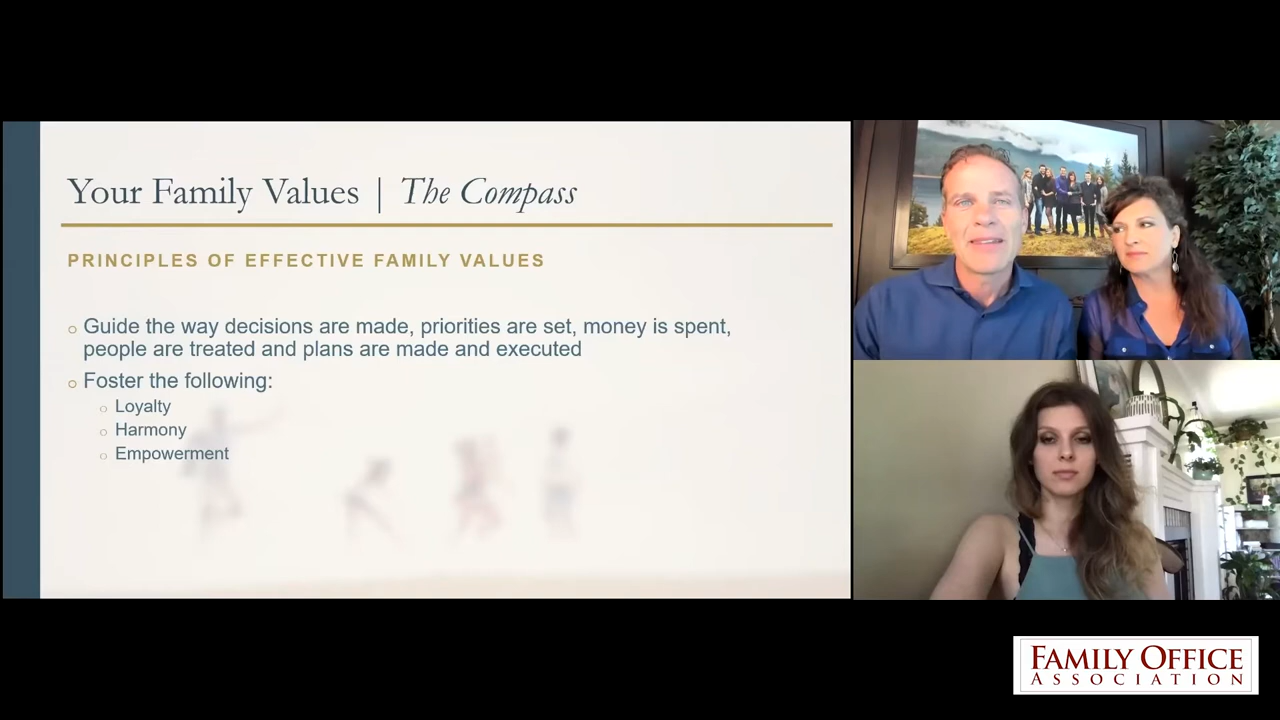 Your Family Values | The Compass
PRINCIPLES OF EFFECTIVE FAMILY VALUES
○ Guide the way decisions are made, priorities are set, money is spent,
people are treated and plans are made and executed
○ Foster the following:
○ Loyalty
○ Harmony
○ Empowerment
FAMILY OFFICE
ASSOCIATION